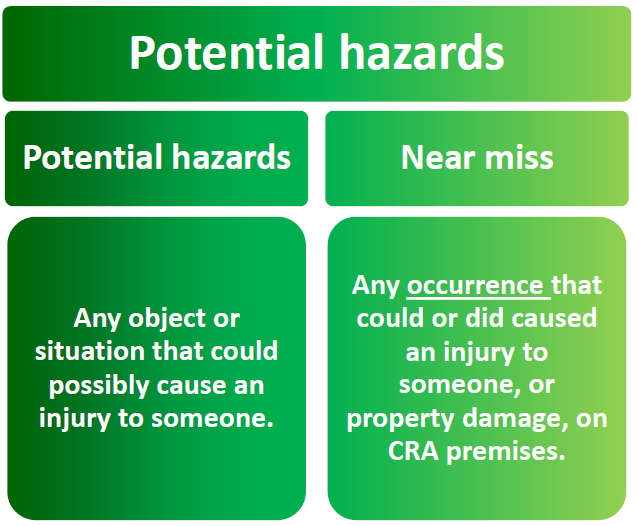 Potential hazards
Potential hazards
Near miss
Any object or
situation that could
possibly cause an
injury to someone.
Any occurrence that
could or did caused
an injury to
someone, or
property damage, on
CRA premises.